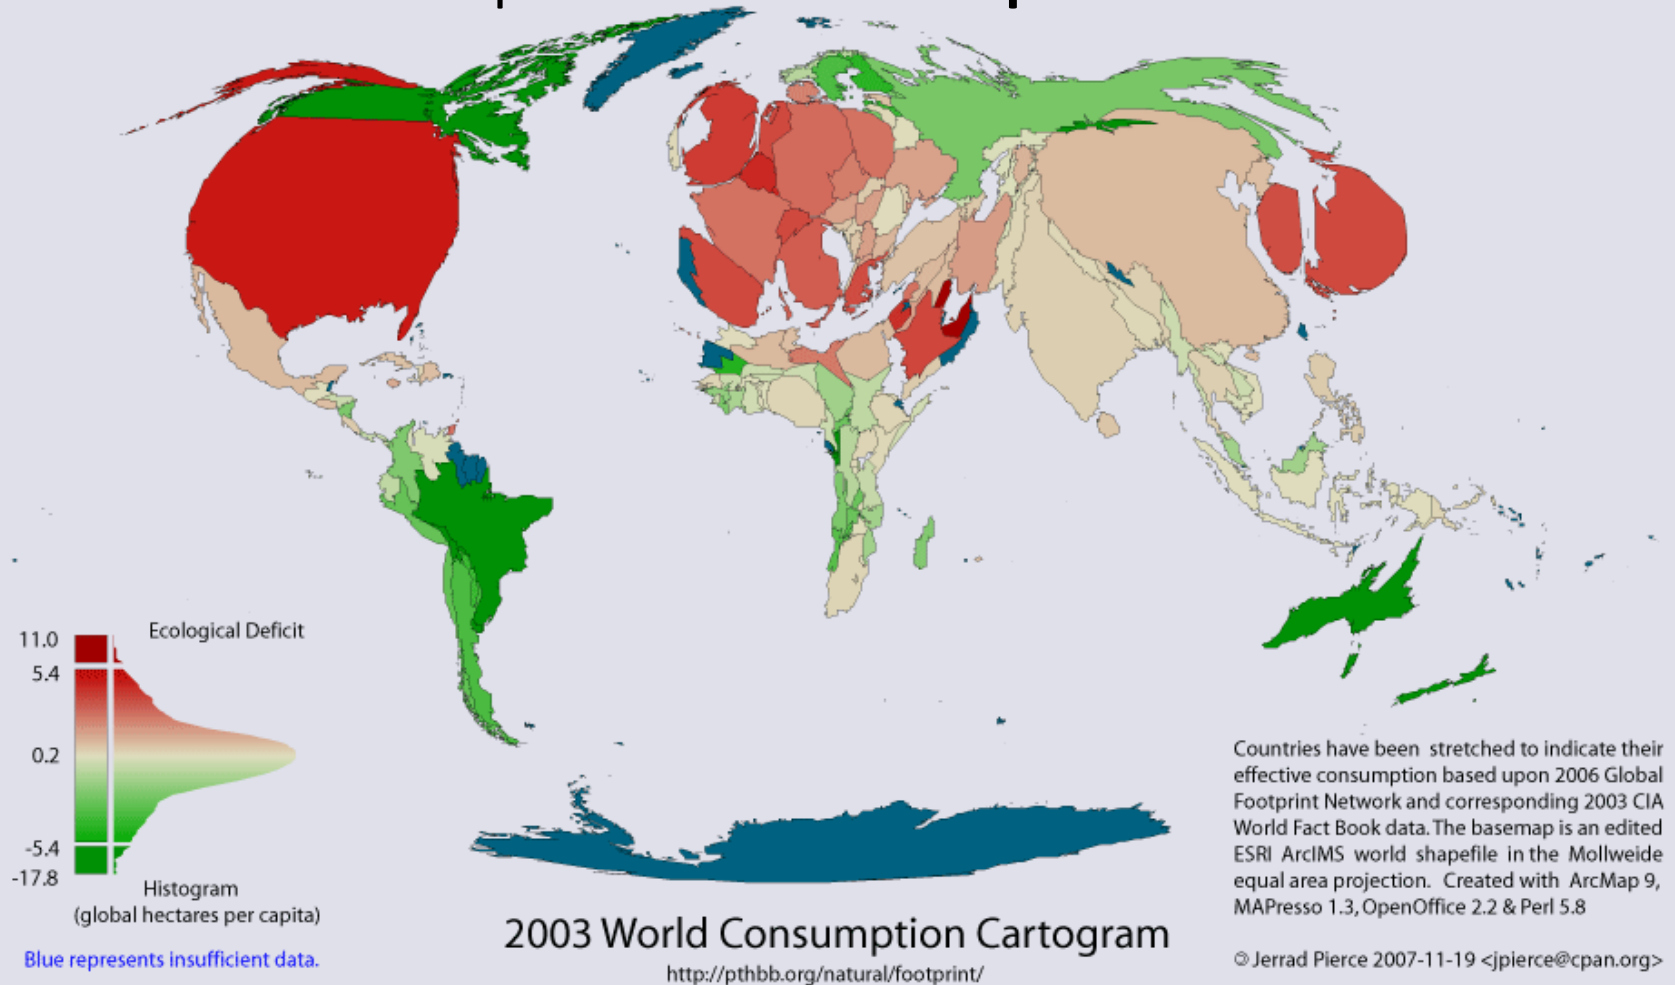 Ecological Deficit
11.0
5.4
0.2
-5.4
-17.8
Histogram
(global hectares per capita)
Blue represents insufficient data.
2003 World Consumption Cartogram
http://pthbb.org/natural/footprint/
Countries have been stretched to indicate their
effective consumption based upon 2006 Global
Footprint Network and corresponding 2003 CIA
World Fact Book data. The basemap is an edited
ESRI ArcIMS world shapefile in the Mollweide
equal area projection. Created with ArcMap 9,
MAPresso 1.3, OpenOffice 2.2 & Perl 5.8
© Jerrad Pierce 2007-11-19 <jpierce@cpan.org>